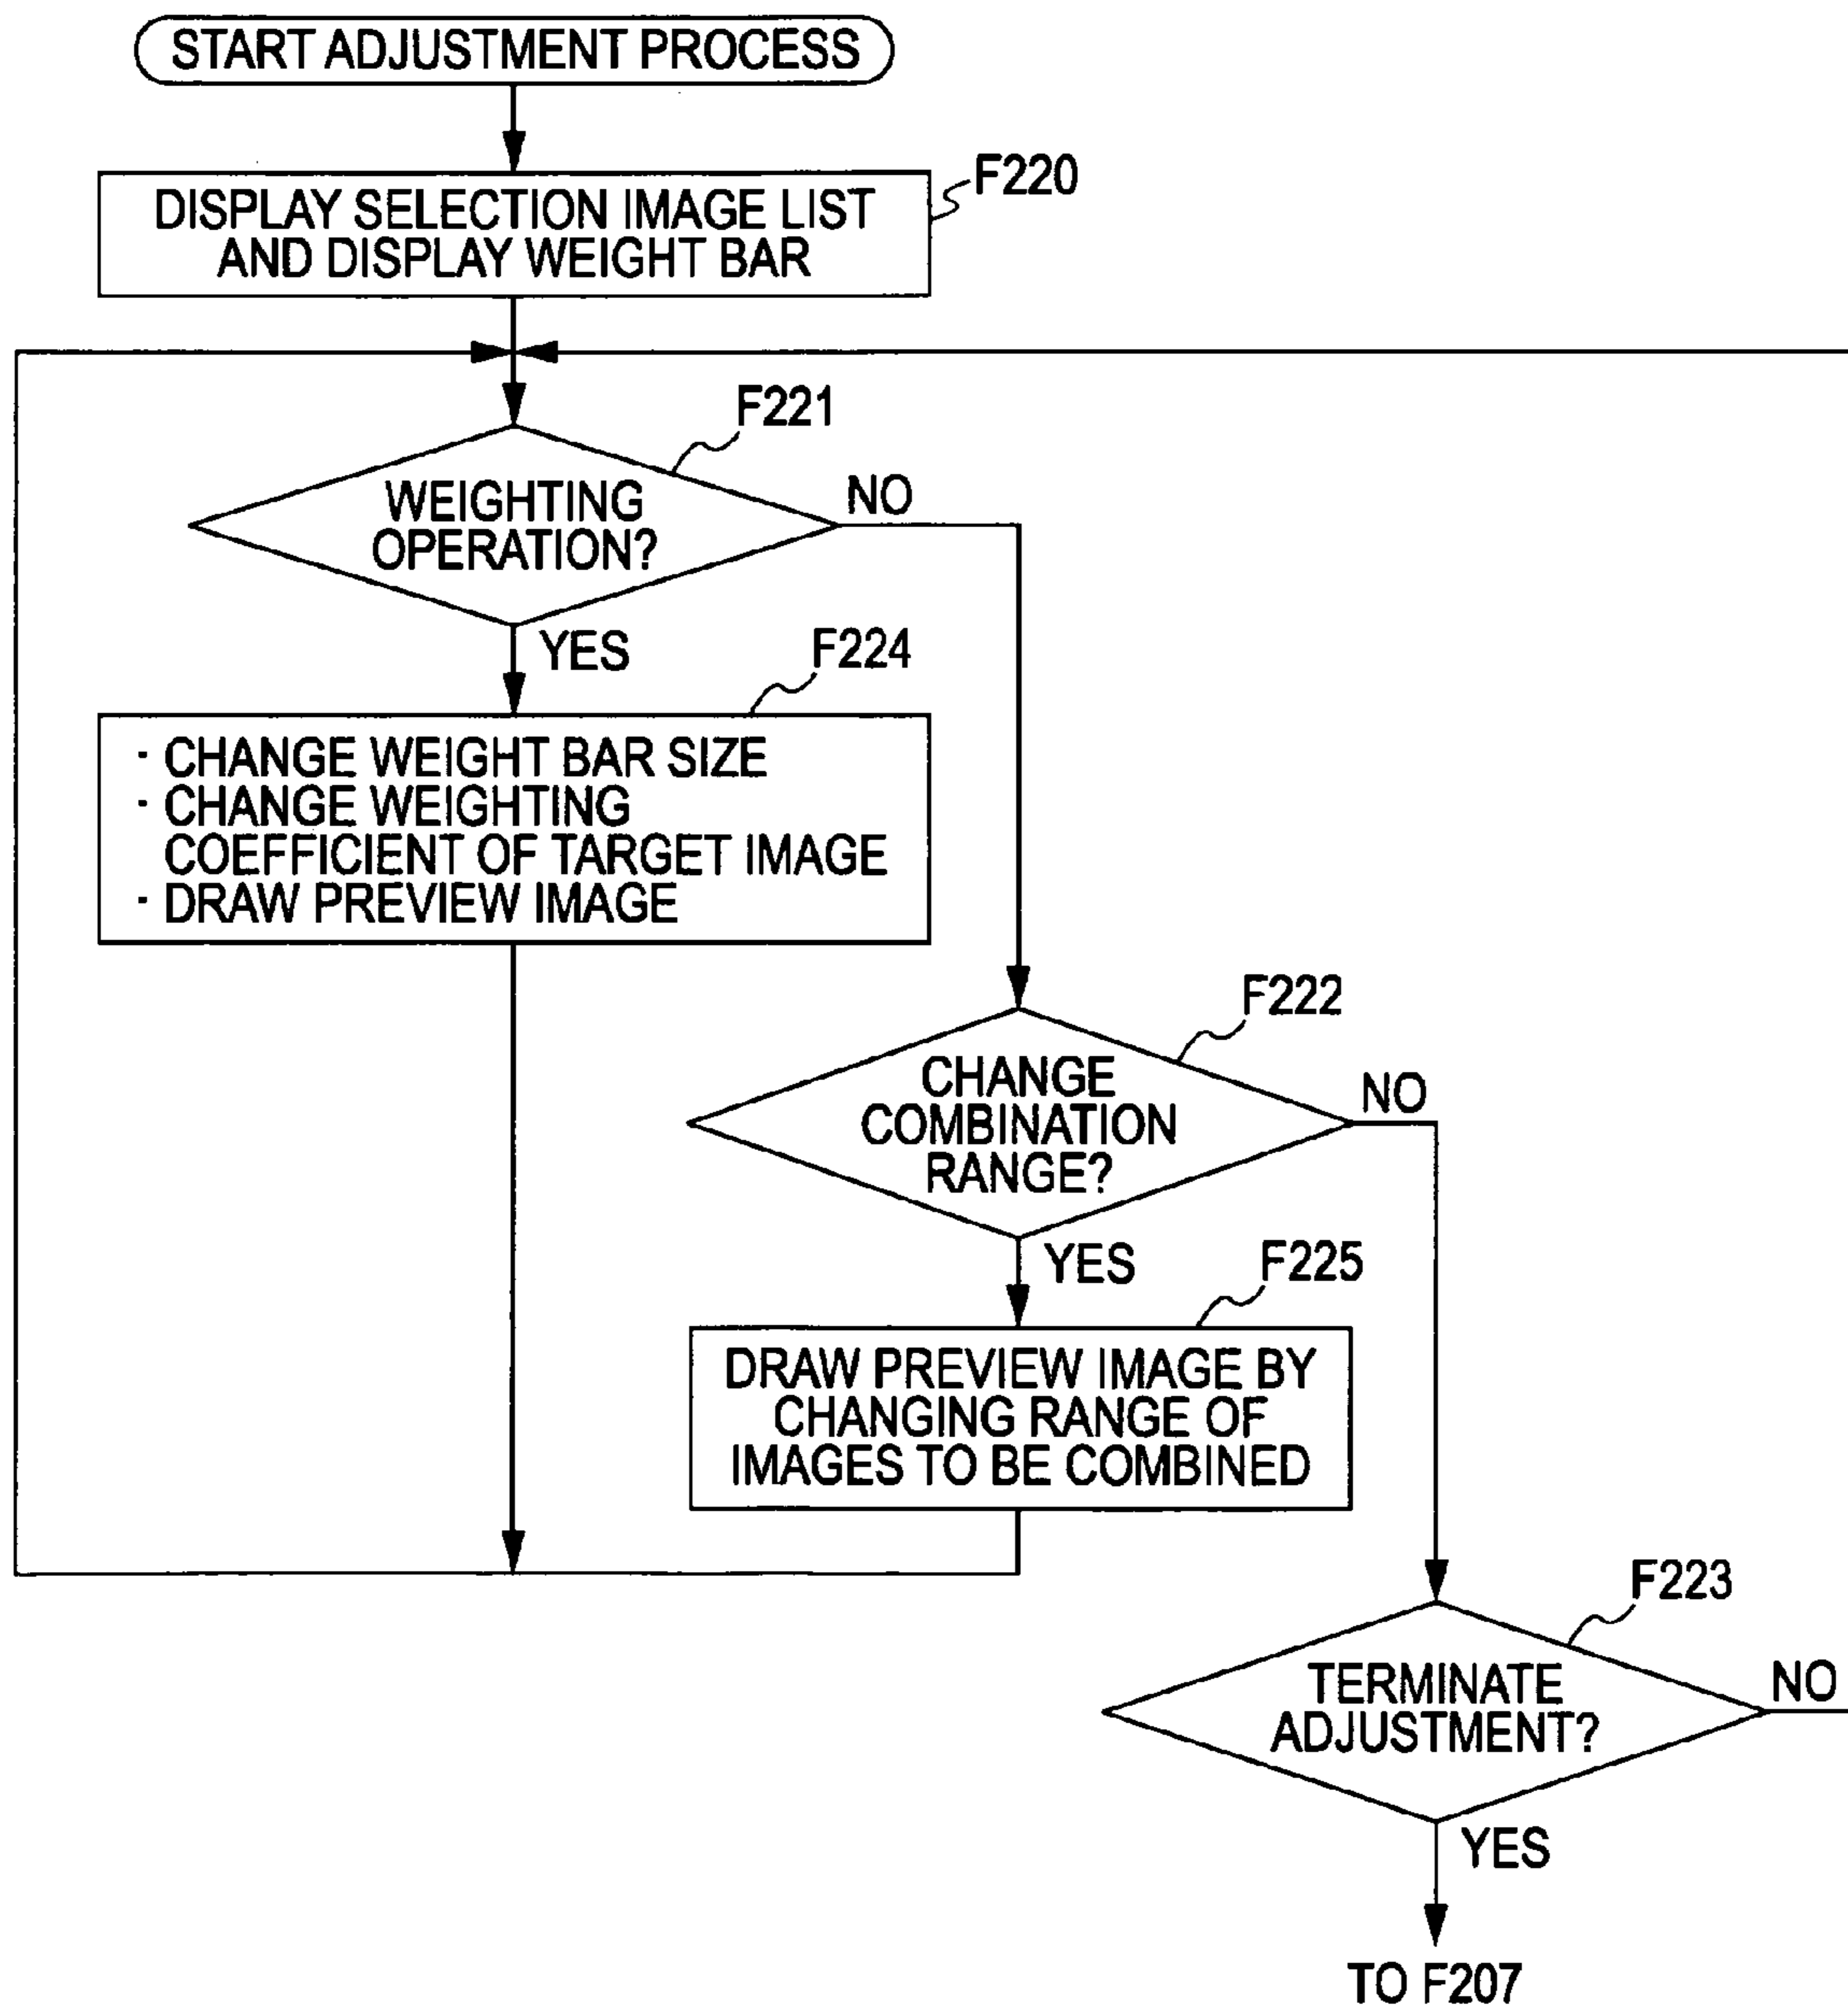 START ADJUSTMENT PROCESS
F220
DISPLAY SELECTION IMAGE LIST
AND DISPLAY WEIGHT BAR
F221
WEIGHTING
OPERATION?
NO
YES
F224
· CHANGE WEIGHT BAR SIZE
· CHANGE WEIGHTING
COEFFICIENT OF TARGET IMAGE
· DRAW PREVIEW IMAGE
F222
CHANGE
COMBINATION
RANGE?
NO
YES
F225
DRAW PREVIEW IMAGE BY
CHANGING RANGE OF
IMAGES TO BE COMBINED
F223
TERMINATE
ADJUSTMENT?
NO
YES
TO F207